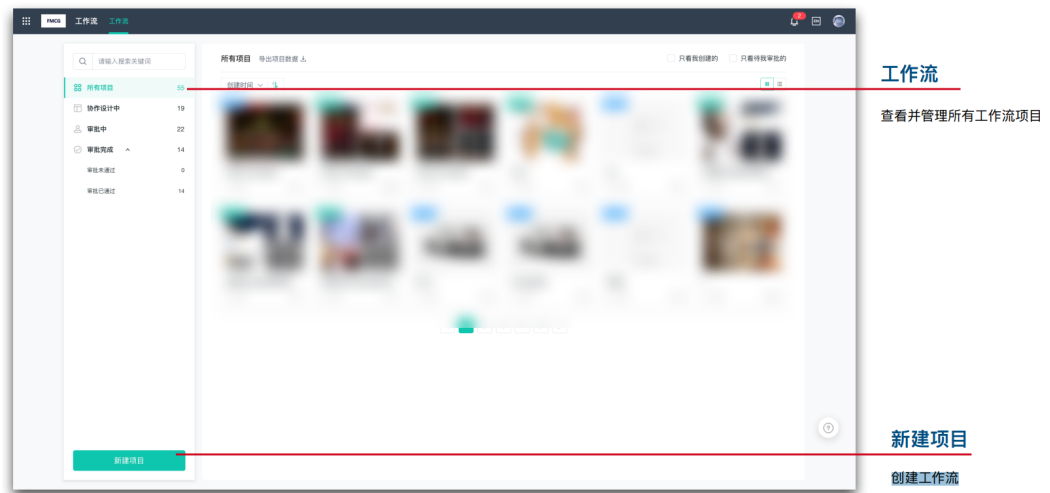 FMCG 工作流 工作流 2 EN
请输入搜索关键词
所有项目 55
协作设计中 19
审批中 22
审批完成 14
审批未通过 0
审批已通过 14
新建项目
所有项目 导出项目数据 只看我创建的 只看待我审批的
创建时间
工作流
查看并管理所有工作流项目
新建项目
创建工作流